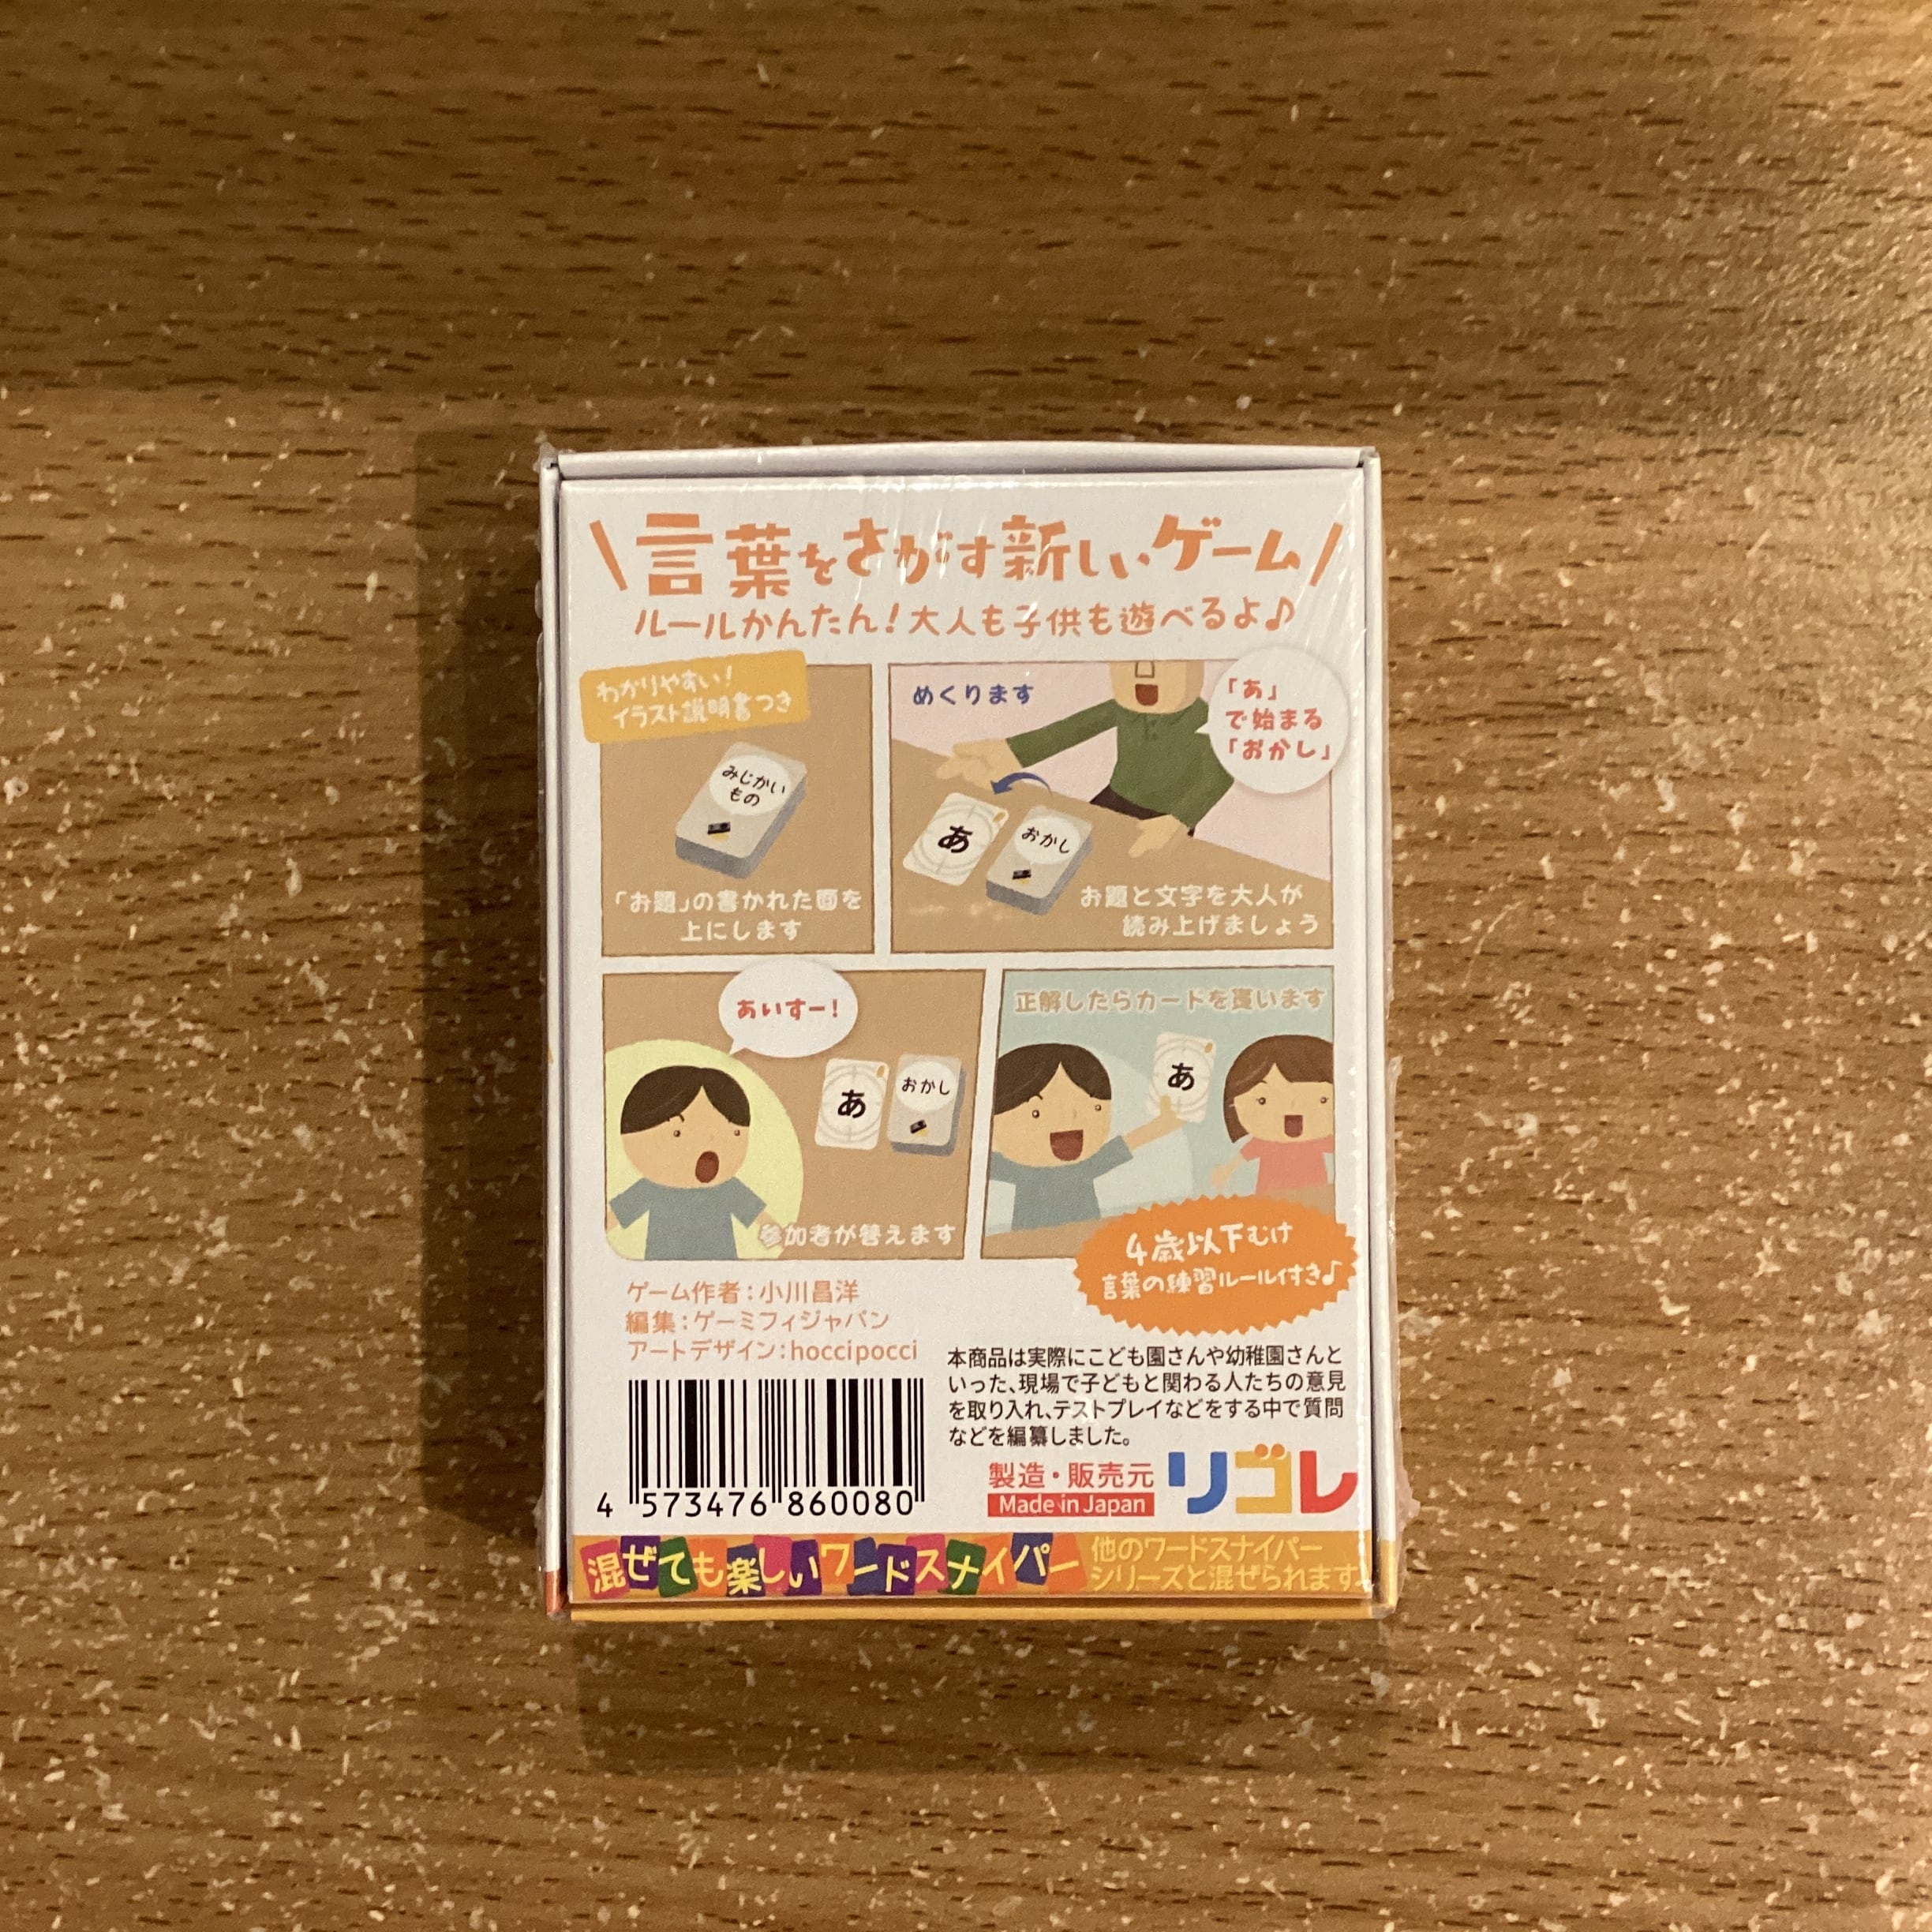 言葉をさがす新しいゲーム
ルールかんたん!大人も子供も遊べるよ♪
わかりやすい!
イラスト説明書つき
みじかい
もの
「お題」の書かれた面を
上にします
めくります
「あ」
で始まる
「おかし」
あ
おかし
お題と文字を大人が
読み上げましょう
あいすー!
あ
おかし
参加者が答えます
正解したらカードを貰います
あ
4歳以下むけ
言葉の練習ルール付き♪
ゲーム作者:小川昌洋
編集:ゲーミフィジャパン
アートデザイン:hoccipocci
本商品は実際にこども園さんや幼稚園さんと
いった、現場で子どもと関わる人たちの意見
を取り入れ、テストプレイなどをする中で質問
などを編纂しました。
製造・販売元
Made in Japan
リゴレ
4 573476 860080
混ぜても楽しいワードスナイパー
他のワードスナイパー
シリーズと混ぜられます♪